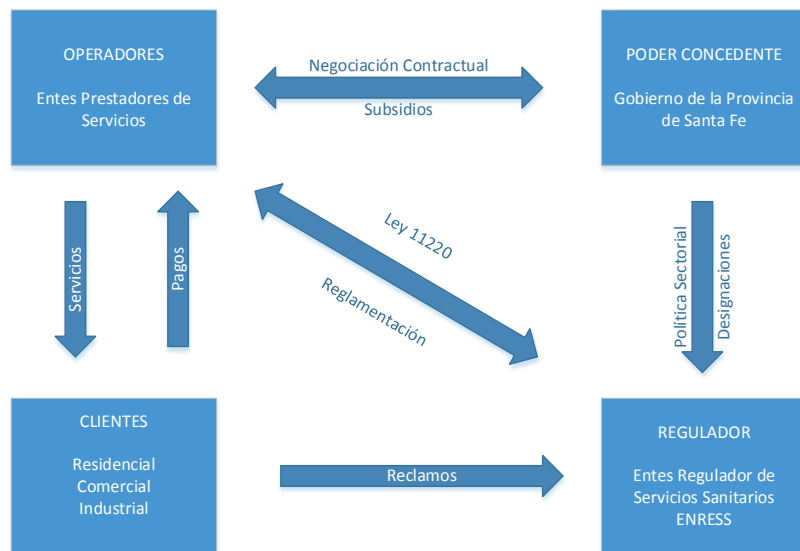 OPERADORES
Entes Prestadores de
Servicios
Negociación Contractual
Subsidios
PODER CONCEDENTE
Gobierno de la Provincia
de Santa Fe
Servicios
Pagos
Ley 11220
Reglamentación
Política Sectorial
Designaciones
CLIENTES
Residencial
Comercial
Industrial
Reclamos
REGULADOR
Entes Regulador de
Servicios Sanitarios
ENRESS